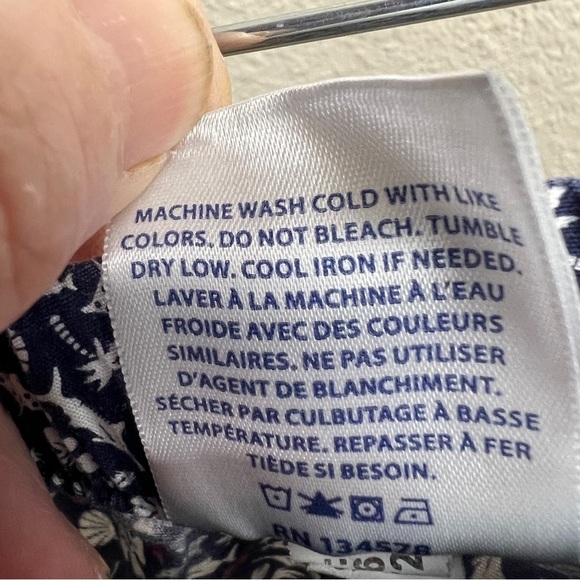 MACHINE WASH COLD WITH LIKE
COLORS. DO NOT BLEACH. TUMBLE
DRY LOW. COOL IRON IF NEEDED.
LAVER À LA MACHINE À L'EAU
FROIDE AVEC DES COULEURS
SIMILAIRES. NE PAS UTILISER
D'AGENT DE BLANCHIMENT.
SÉCHER PAR CULBUTAGE À BASSE
TEMPÉRATURE. REPASSER À FER
TIÈDE SI BESOIN.
RN 134578